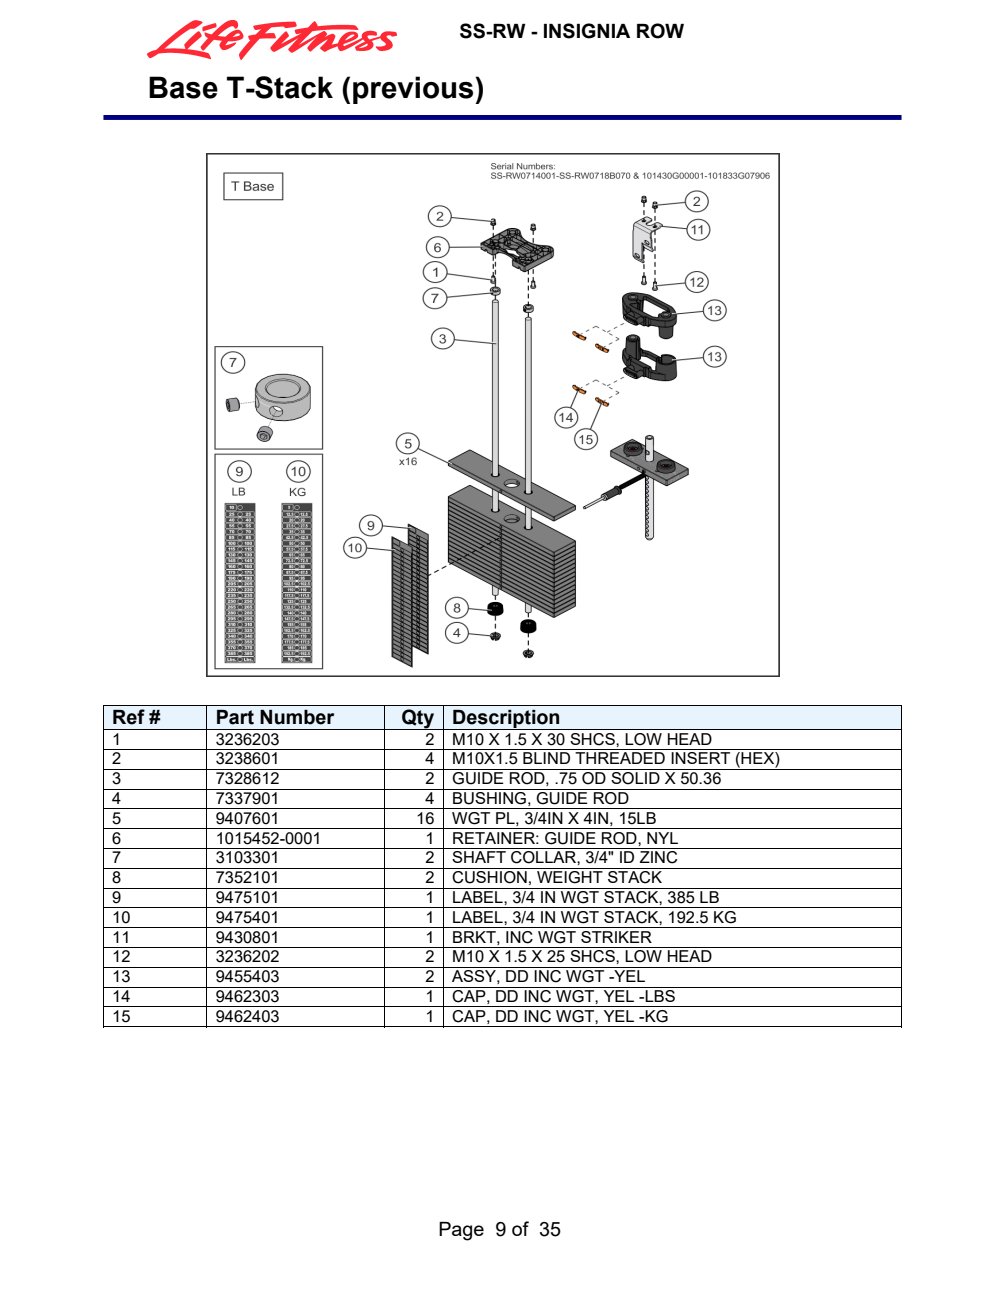 Life Fitness
SS-RW - INSIGNIA ROW
Base T-Stack (previous)
Serial Numbers:
SS-RW0714001-SS-RW0718B070 & 101430G00001-101833G07906
T Base
2
2
11
6
1
12
7
13
3
13
7
14
15
5
x16
9
10
LB
KG
9
10
8
4
Ref # Part Number Qty Description
1 3236203 2 M10 X 1.5 X 30 SHCS, LOW HEAD
2 3238601 4 M10X1.5 BLIND THREADED INSERT (HEX)
3 7328612 2 GUIDE ROD, .75 OD SOLID X 50.36
4 7337901 4 BUSHING, GUIDE ROD
5 9407601 16 WGT PL, 3/4IN X 4IN, 15LB
6 1015452-0001 1 RETAINER: GUIDE ROD, NYL
7 3103301 2 SHAFT COLLAR, 3/4" ID ZINC
8 7352101 2 CUSHION, WEIGHT STACK
9 9475101 1 LABEL, 3/4 IN WGT STACK, 385 LB
10 9475401 1 LABEL, 3/4 IN WGT STACK, 192.5 KG
11 9430801 1 BRKT, INC WGT STRIKER
12 3236202 2 M10 X 1.5 X 25 SHCS, LOW HEAD
13 9455403 2 ASSY, DD INC WGT -YEL
14 9462303 1 CAP, DD INC WGT, YEL -LBS
15 9462403 1 CAP, DD INC WGT, YEL -KG
Page 9 of 35